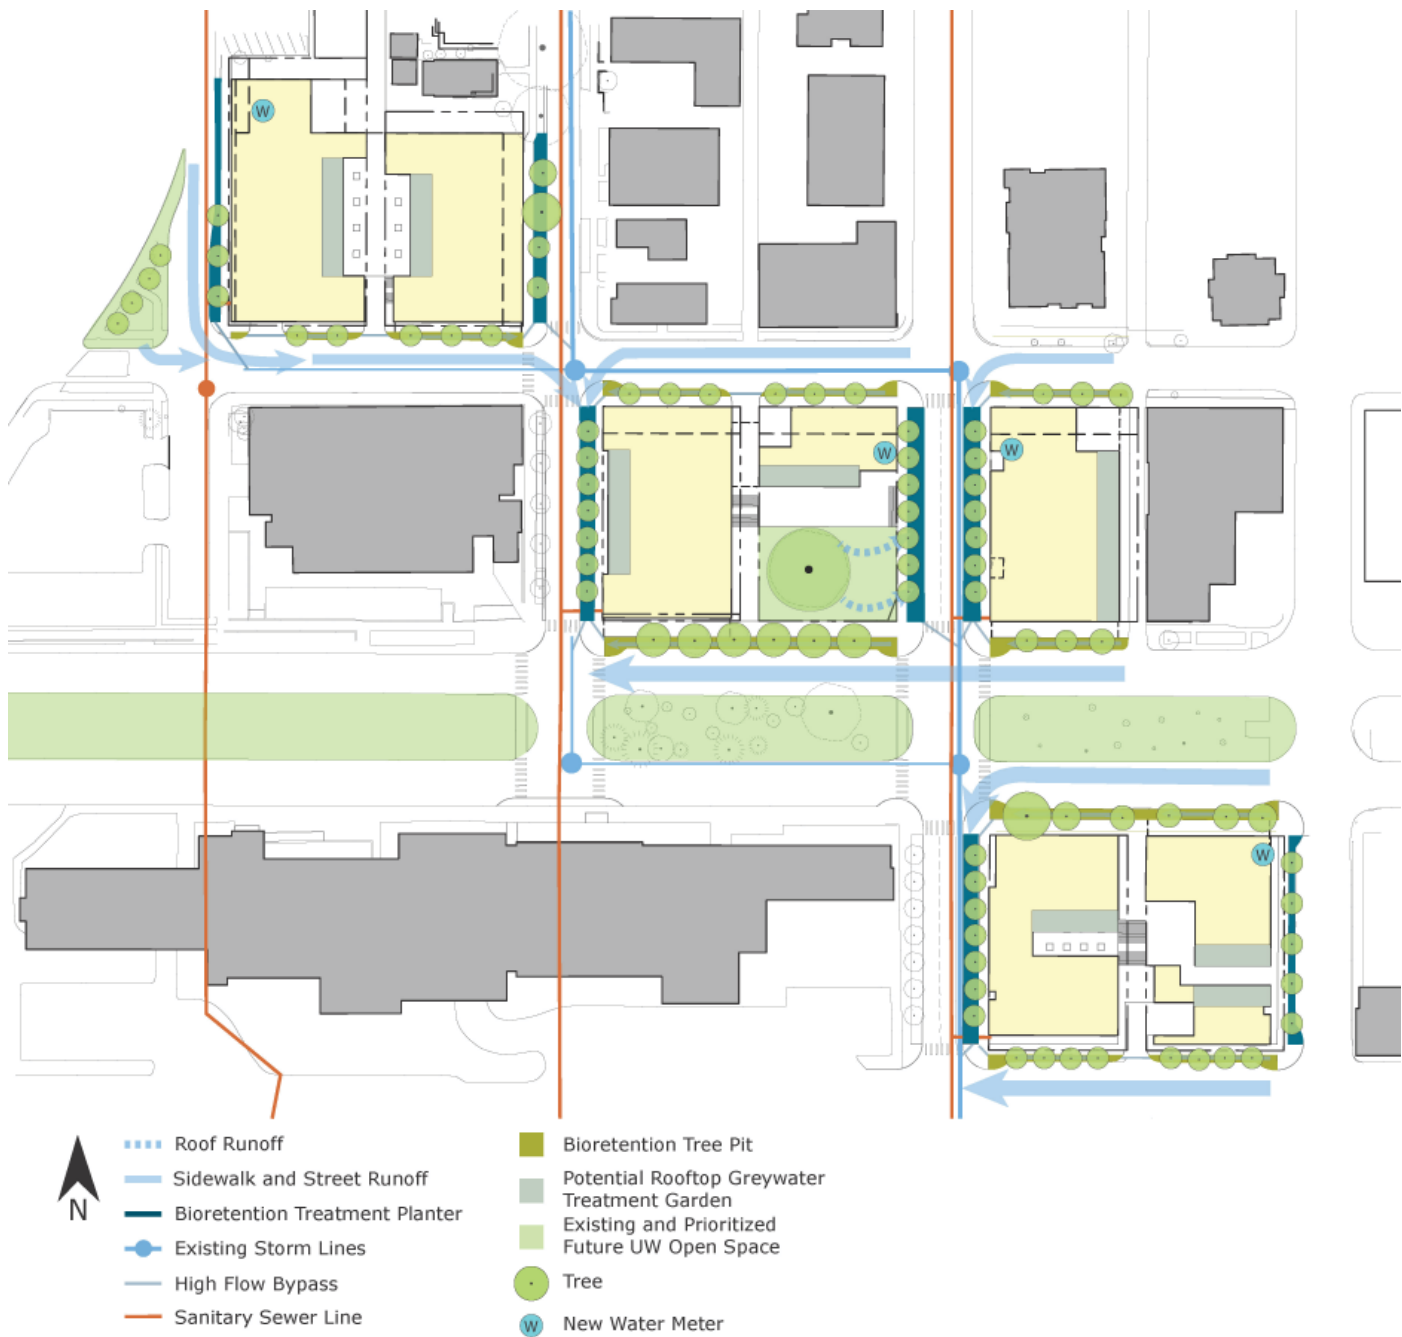 W
W
W
W
N
Roof Runoff
Sidewalk and Street Runoff
Bioretention Treatment Planter
Existing Storm Lines
High Flow Bypass
Sanitary Sewer Line
Bioretention Tree Pit
Potential Rooftop Greywater
Treatment Garden
Existing and Prioritized
Future UW Open Space
Tree
W New Water Meter